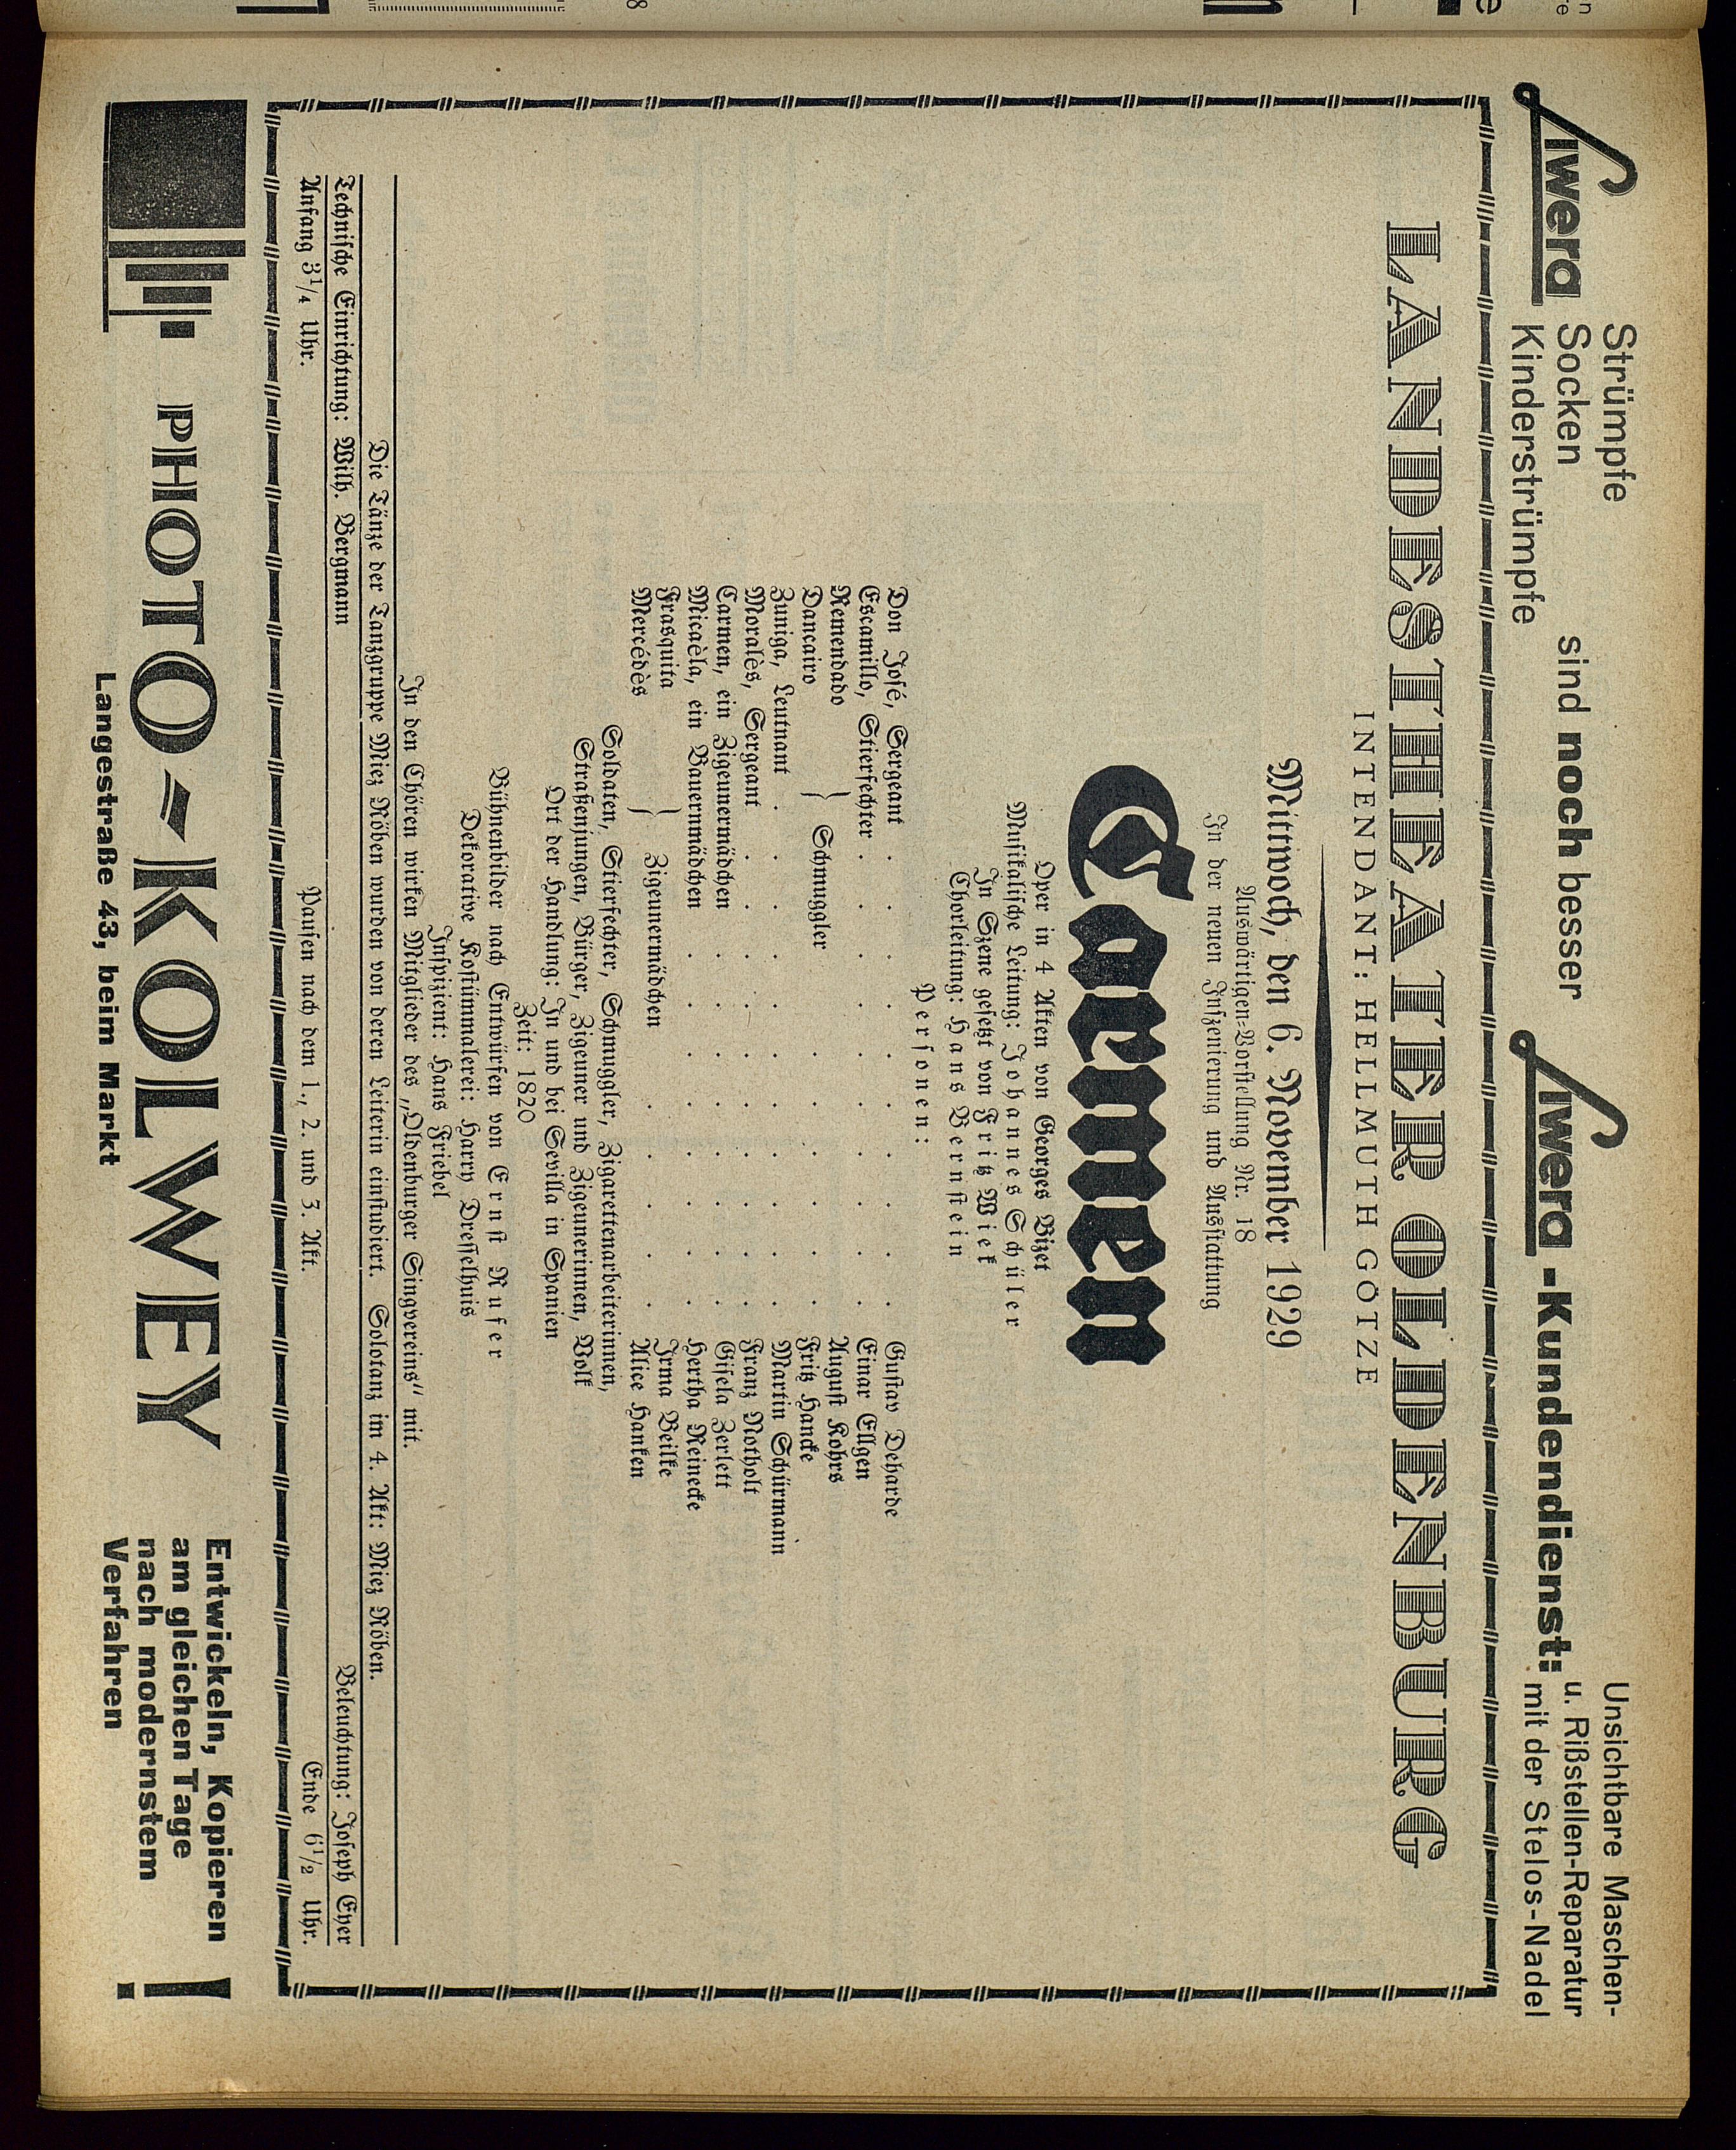 Siwera Strümpfe
Socken
Kinderstrümpfe
sind noch besser
Siwera-Kundendienst:
Unsichtbare Maschen-
u. Rißstellen-Reparatur
mit der Stelos-Nadel
LANDESTHEATER OLDENBURG
INTENDANT: HELLMUTH GÖTZE
Mittwoch, den 6. November 1929
Auswärtigen-Vorstellung Nr. 18
In der neuen Inszenierung und Ausstattung
Carmen
Oper in 4 Akten von Georges Bizet
Musikalische Leitung: Johannes Schüler
In Szene gesetzt von Fritz Wiek
Chorleitung: Hans Bernstein
Personen:
Don José, Sergeant . . . . . . Gustav Deharde
Escamillo, Stierfechter . . . . . . Einar Ellgen
Remendado } Schmuggler . . . . August Kohrs
Dancairo } Schmuggler . . . . Fritz Hancke
Zuniga, Leutnant . . . . . . Martin Schürmann
Moralès, Sergeant . . . . . . Franz Notholt
Carmen, ein Zigeunermädchen . . . . . Gisela Zerlett
Micaëla, ein Bauernmädchen . . . . . Hertha Reinecke
Frasquita } Zigeunermädchen . . . Irma Beilke
Mercédès } Zigeunermädchen . . . Alice Hanken
Soldaten, Stierfechter, Schmuggler, Zigarettenarbeiterinnen,
Straßenjungen, Bürger, Zigeuner und Zigeunerinnen, Volk
Ort der Handlung: In und bei Sevilla in Spanien
Zeit: 1820
Bühnenbilder nach Entwürfen von Ernst Rufer
Dekorative Kostümmalerei: Harry Dresselhuis
Inspizient: Hans Friebel
In den Chören wirken Mitglieder des „Oldenburger Singvereins“ mit.
Die Tänze der Tanzgruppe Miez Röben wurden von deren Leiterin einstudiert. Solotanz im 4. Akt: Miez Röben.
Technische Einrichtung: Wilh. Bergmann Beleuchtung: Joseph Eyer
Anfang 3¹/₄ Uhr. Pausen nach dem 1., 2. und 3. Akt. Ende 6¹/₂ Uhr.
PHOTO-KOLWEY
Langestraße 43, beim Markt
Entwickeln, Kopieren
am gleichen Tage
nach modernstem
Verfahren !